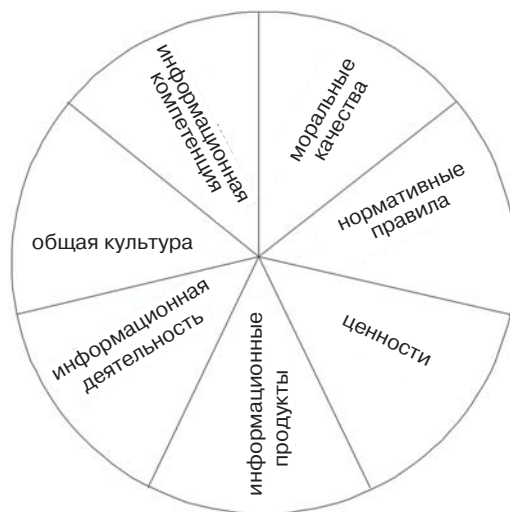 информационная
компетенция
моральные
качества
нормативные
правила
общая культура
ценности
информационная
деятельность
информационные
продукты